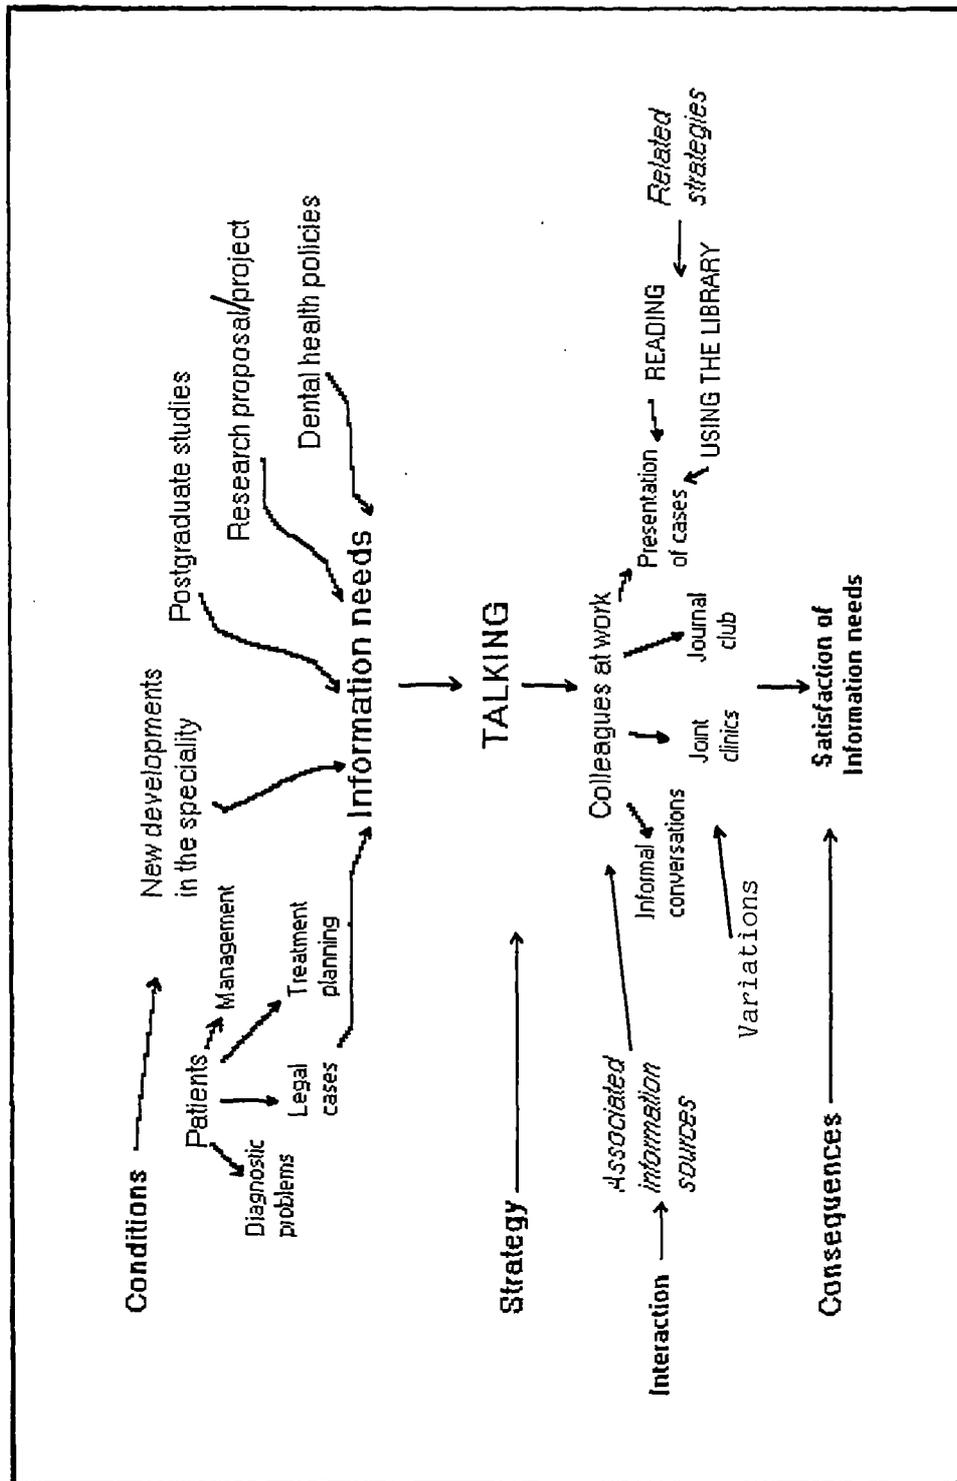 Conditions
Patients
Diagnostic
problems
Legal
cases
Treatment
planning
Management
New developments
in the speciality
Postgraduate studies
Research proposal/project
Dental health policies
Information needs
Strategy
TALKING
Interaction
Associated
information
sources
Colleagues at work
Informal
conversations
Joint
clinics
Journal
club
Presentation
of cases
READING
USING THE LIBRARY
Related
strategies
Variations
Consequences
Satisfaction of
Information needs